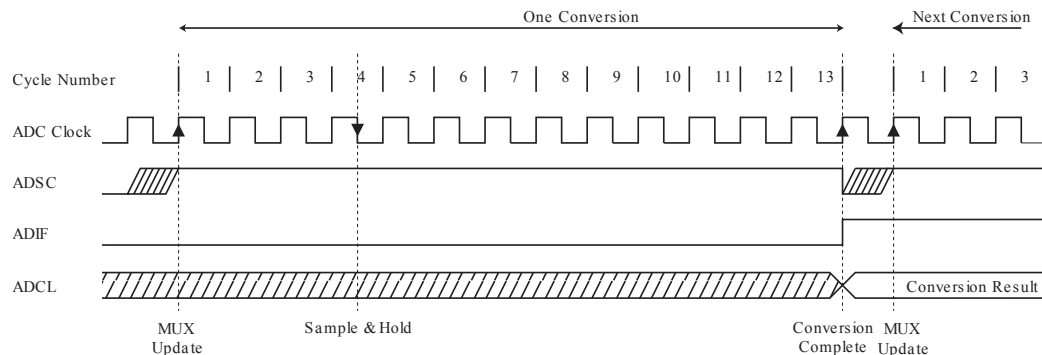 One Conversion
Next Conversion
Cycle Number 1 2 3 4 5 6 7 8 9 10 11 12 13 1 2 3
ADC Clock
ADSC
ADIF
ADCL
Conversion Result
MUX Update
Sample & Hold
Conversion Complete
MUX Update